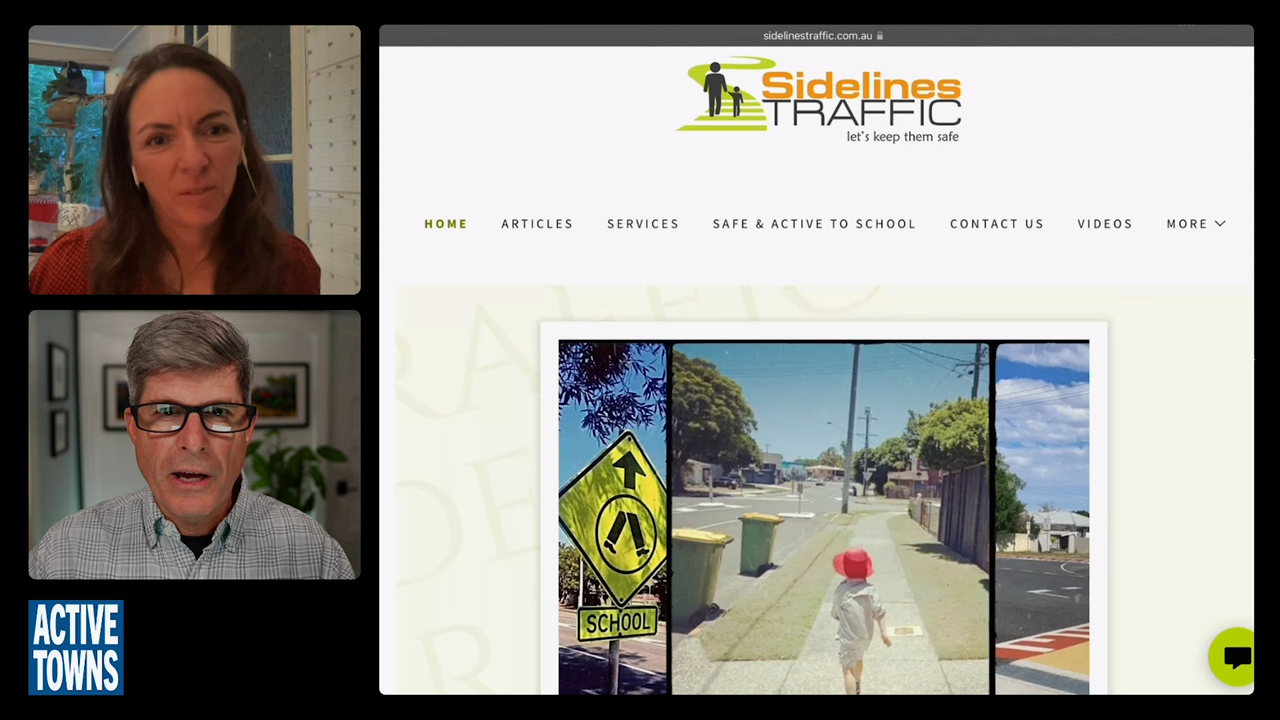 sidelinestraffic.com.au
Sidelines
TRAFFIC
let's keep them safe
HOME ARTICLES SERVICES SAFE & ACTIVE TO SCHOOL CONTACT US VIDEOS MORE
TRAFFIC
SCHOOL
ACTIVE
TOWNS